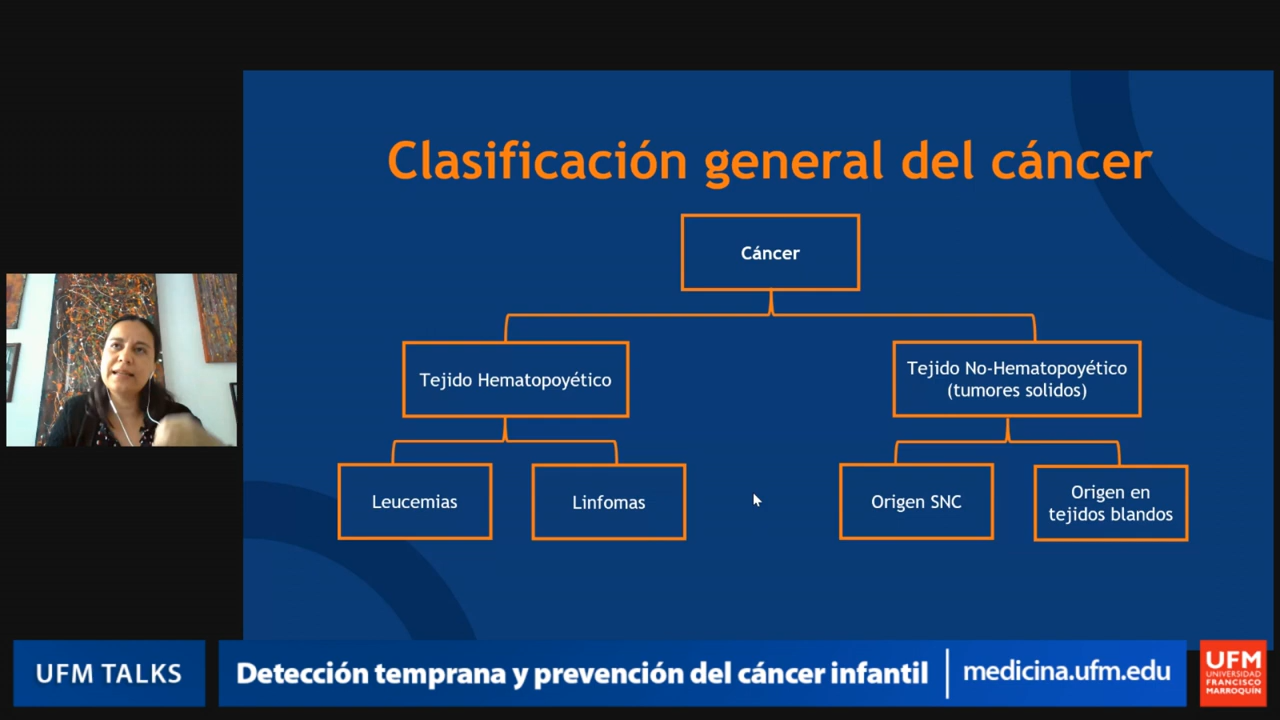 Clasificación general del cáncer
Cáncer
Tejido Hematopoyético
Tejido No-Hematopoyético
(tumores solidos)
Leucemias
Linfomas
Origen SNC
Origen en
tejidos blandos
UFM TALKS
Detección temprana y prevención del cáncer infantil
medicina.ufm.edu
UFM
UNIVERSIDAD
FRANCISCO
MARROQUÍN